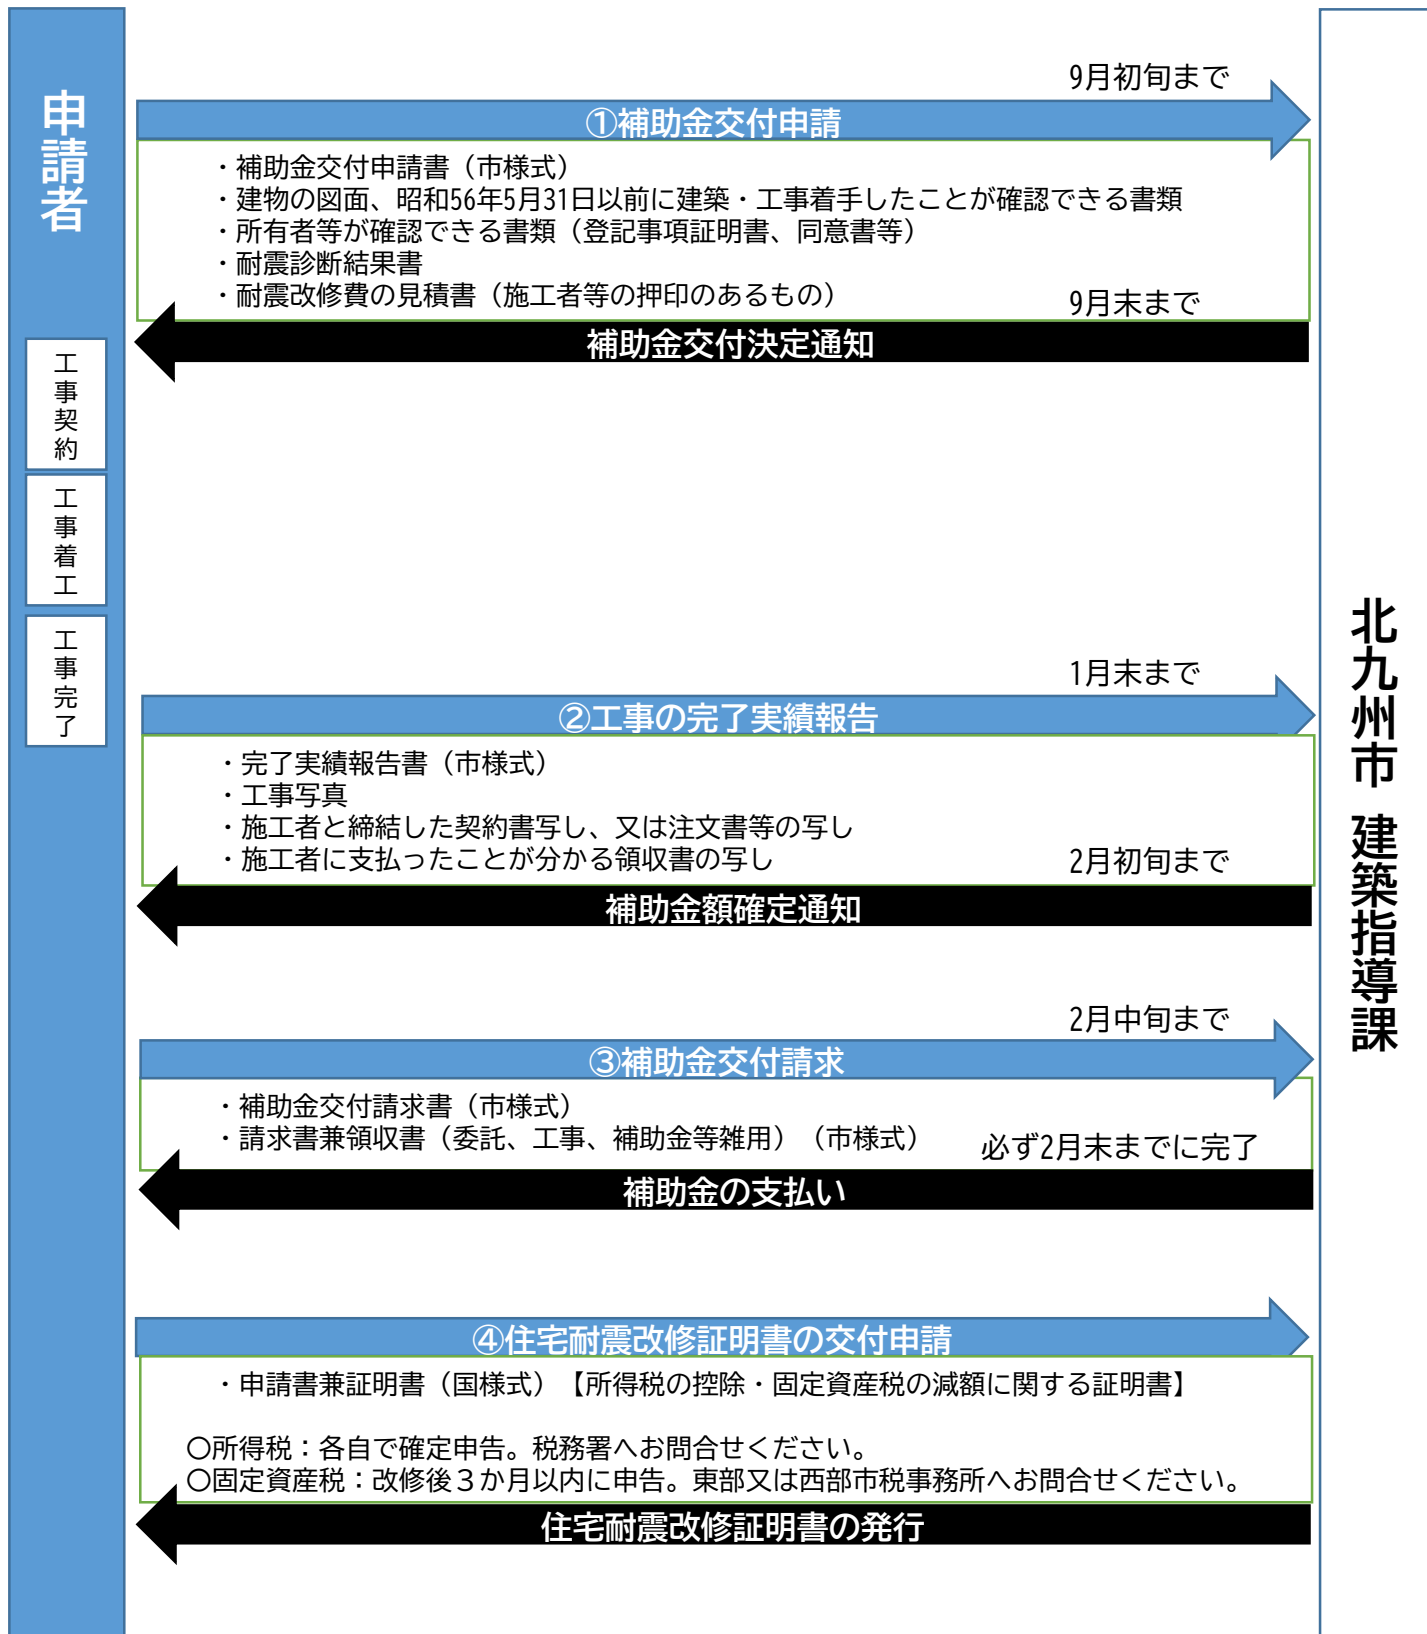 申請者
9月初旬まで
①補助金交付申請
・補助金交付申請書（市様式）
・建物の図面、昭和56年5月31日以前に建築・工事着手したことが確認できる書類
・所有者等が確認できる書類（登記事項証明書、同意書等）
・耐震診断結果書
・耐震改修費の見積書（施工者等の押印のあるもの）
9月末まで
補助金交付決定通知
工事契約
工事着工
工事完了
1月末まで
②工事の完了実績報告
・完了実績報告書（市様式）
・工事写真
・施工者と締結した契約書写し、又は注文書等の写し
・施工者に支払ったことが分かる領収書の写し
2月初旬まで
補助金額確定通知
2月中旬まで
③補助金交付請求
・補助金交付請求書（市様式）
・請求書兼領収書（委託、工事、補助金等雑用）（市様式）
必ず2月末までに完了
補助金の支払い
④住宅耐震改修証明書の交付申請
・申請書兼証明書（国様式）【所得税の控除・固定資産税の減額に関する証明書】
〇所得税：各自で確定申告。税務署へお問合せください。
〇固定資産税：改修後３か月以内に申告。東部又は西部市税事務所へお問合せください。
住宅耐震改修証明書の発行
北九州市 建築指導課